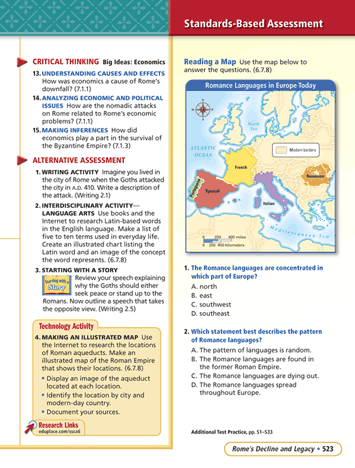 Standards-Based Assessment
CRITICAL THINKING Big Ideas: Economics
13. UNDERSTANDING CAUSES AND EFFECTS
How was economics a cause of Rome's
downfall? (7.1.1)
14. ANALYZING ECONOMIC AND POLITICAL
ISSUES How are the nomadic attacks
on Rome related to Rome's economic
problems? (7.1.1)
15. MAKING INFERENCES How did
economics play a part in the survival of
the Byzantine Empire? (7.1.3)
ALTERNATIVE ASSESSMENT
1. WRITING ACTIVITY Imagine you lived in
the city of Rome when the Goths attacked
the city in A.D. 410. Write a description of
the attack. (Writing 2.1)
2. INTERDISCIPLINARY ACTIVITY—
LANGUAGE ARTS Use books and the
Internet to research Latin-based words
in the English language. Make a list of
five to ten terms used in everyday life.
Create an illustrated chart listing the
Latin word and an image of the concept
the word represents. (6.7.8)
3. STARTING WITH A STORY
Starting with a Story
Review your speech explaining
why the Goths should either
seek peace or stand up to the
Romans. Now outline a speech that takes
the opposite view. (Writing 2.5)
Technology Activity
4. MAKING AN ILLUSTRATED MAP Use
the Internet to research the locations
of Roman aqueducts. Make an
illustrated map of the Roman Empire
that shows their locations. (6.7.8)
• Display an image of the aqueduct
located at each location.
• Identify the location by city and
modern-day country.
• Document your sources.
Research Links
eduplace.com/ssca6
Reading a Map Use the map below to
answer the questions. (6.7.8)
Romance Languages in Europe Today
North
Sea
ATLANTIC
OCEAN
Modern borders
French
Romanian
Portuguese
Spanish
Italian
Mediterranean Sea
0 200 400 miles
0 200 400 kilometers
1. The Romance languages are concentrated in
which part of Europe?
A. north
B. east
C. southwest
D. southeast
2. Which statement best describes the pattern
of Romance languages?
A. The pattern of languages is random.
B. The Romance languages are found in
the former Roman Empire.
C. The Romance languages are dying out.
D. The Romance languages spread
throughout Europe.
Additional Test Practice, pp. S1–S33
Rome's Decline and Legacy • 523